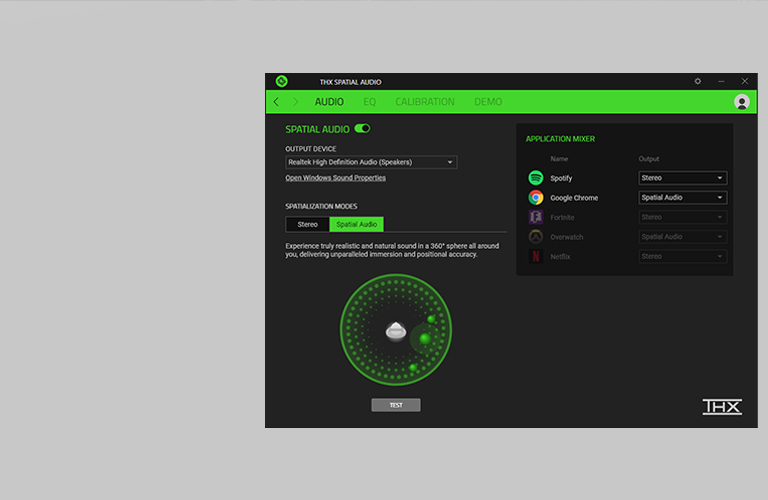 THX SPATIAL AUDIO
AUDIO EQ CALIBRATION DEMO
SPATIAL AUDIO
OUTPUT DEVICE
Realtek High Definition Audio (Speakers)
Open Windows Sound Properties
SPATIALIZATION MODES
Stereo Spatial Audio
Experience truly realistic and natural sound in a 360° sphere all around
you, delivering unparalleled immersion and positional accuracy.
TEST
APPLICATION MIXER
Name Output
Spotify Stereo
Google Chrome Spatial Audio
Fortnite Stereo
Overwatch Spatial Audio
Netflix Stereo
THX